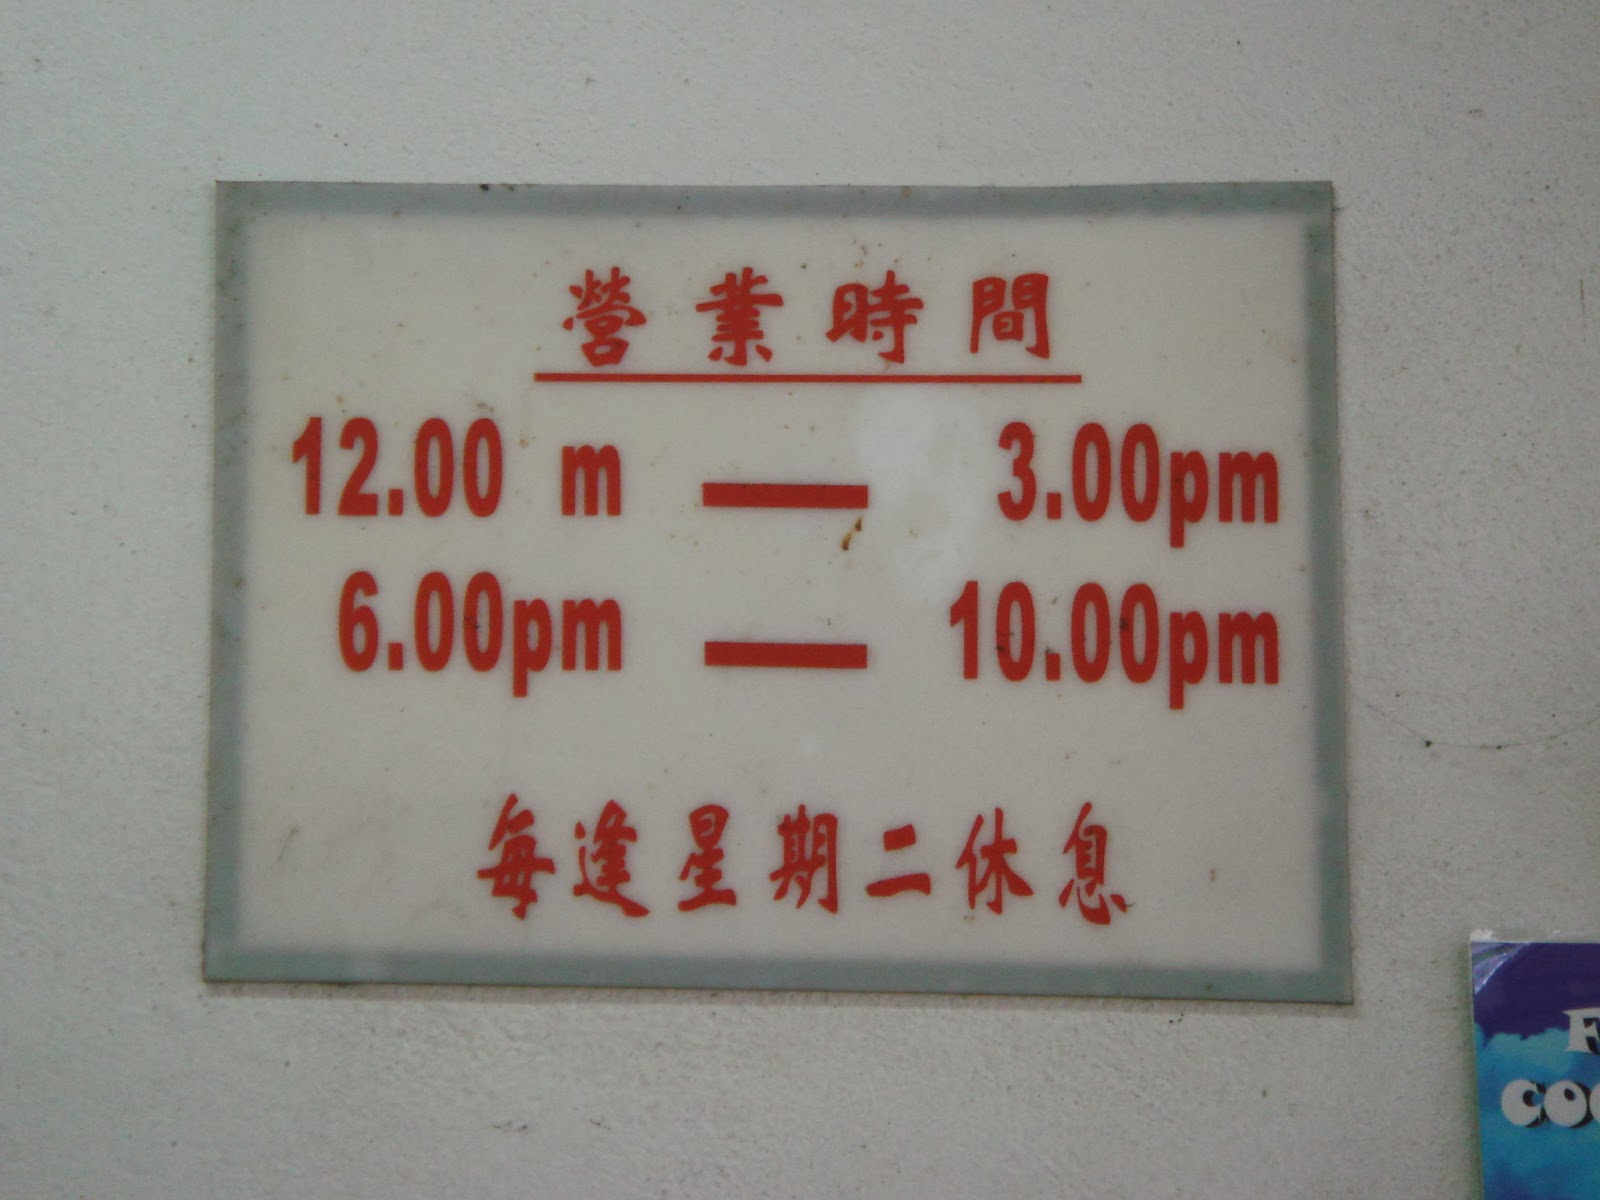 營業時間
12.00 m — 3.00pm
6.00pm — 10.00pm
每逢星期二休息